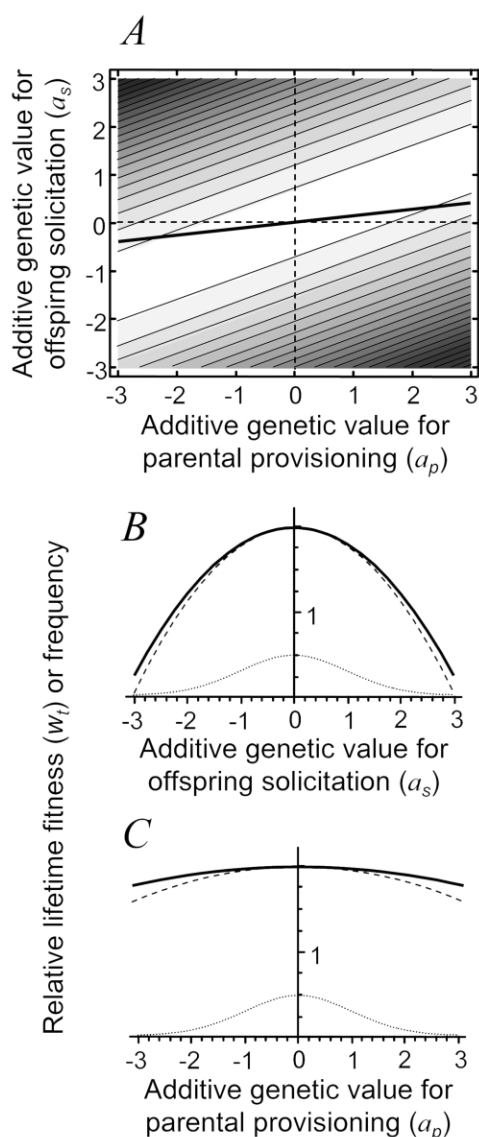 A
Additive genetic value for
offspirng solicitation (as)
3
2
1
0
-1
-2
-3
-3 -2 -1 0 1 2 3
Additive genetic value for
parental provisioning (ap)
Relative lifetime fitness (wt) or frequency
B
1
-3 -2 -1 0 1 2 3
Additive genetic value for
offspring solicitation (as)
C
1
-3 -2 -1 0 1 2 3
Additive genetic value for
parental provisioning (ap)